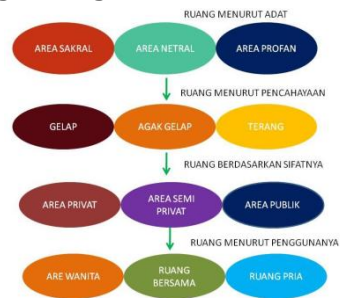 RUANG MENURUT ADAT
AREA SAKRAL
AREA NETRAL
AREA PROFAN
RUANG MENURUT PENCAHAYAAN
GELAP
AGAK GELAP
TERANG
RUANG BERDASARKAN SIFATNYA
AREA PRIVAT
AREA SEMI
PRIVAT
AREA PUBLIK
RUANG MENURUT PENGGUNANYA
ARE WANITA
RUANG
BERSAMA
RUANG PRIA